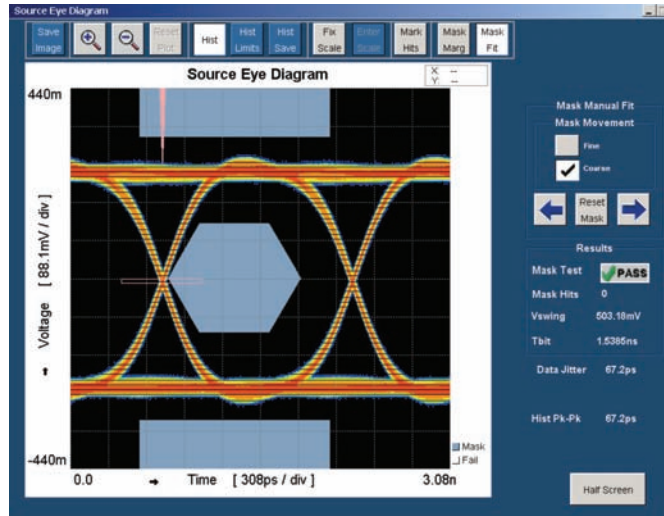 Source Eye Diagram
Save Image
Reset Plot
Hist
Hist Limits
Hist Save
Fix Scale
Enter Scale
Mark Hits
Mask Marg
Mask Fit
Source Eye Diagram
X: --
Y: --
440m
Voltage [ 88.1mV / div ]
-440m
0.0
Time [ 308ps / div ]
3.08n
Mask
Fail
Mask Manual Fit
Mask Movement
Fine
Coarse
Reset Mask
Results
Mask Test PASS
Mask Hits 0
Vswing 503.18mV
Tbit 1.5385ns
Data Jitter 67.2ps
Hist Pk-Pk 67.2ps
Half Screen